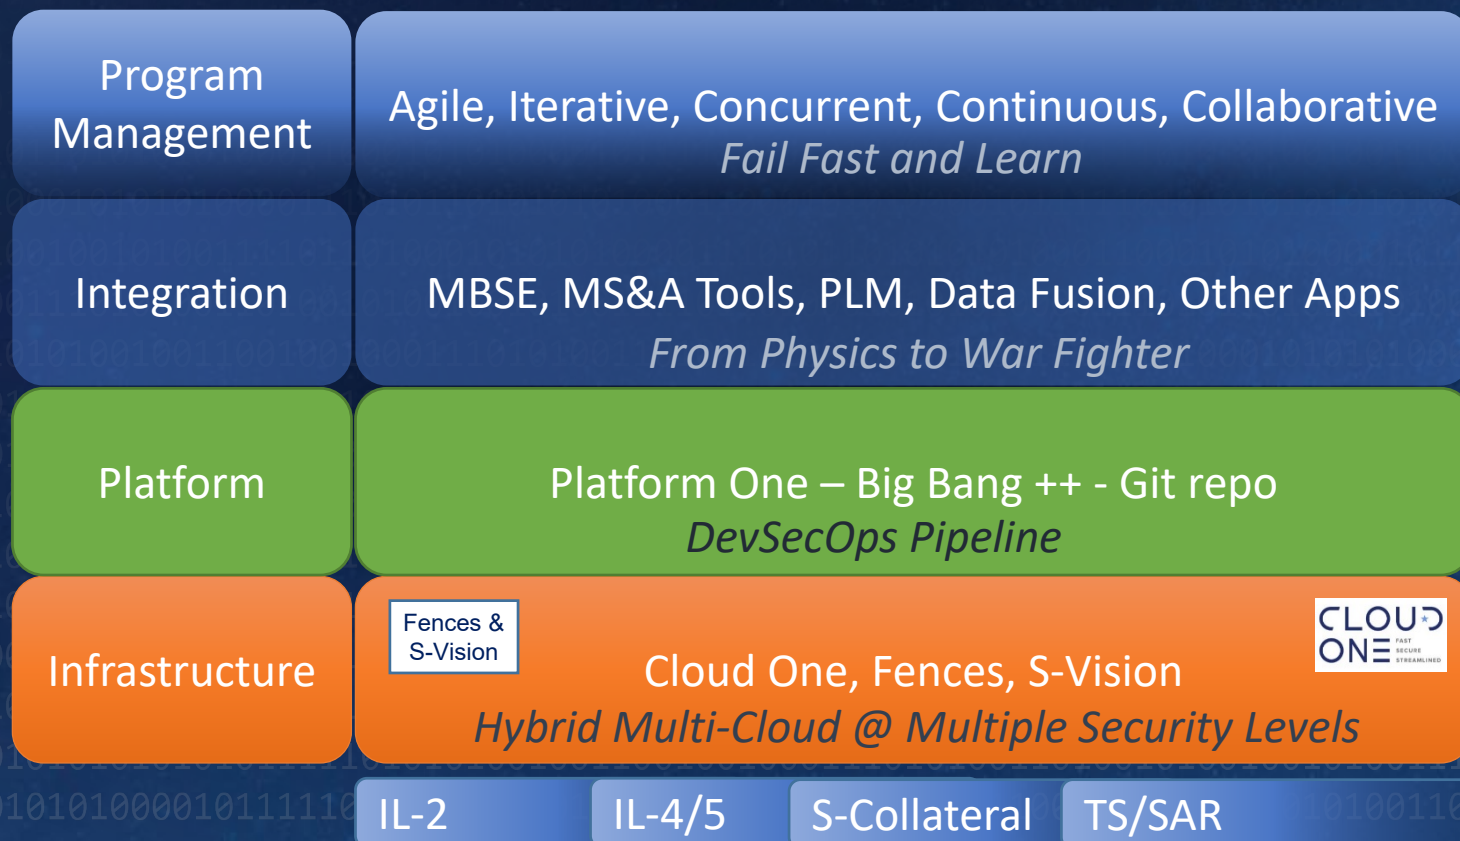 Program
Management
Agile, Iterative, Concurrent, Continuous, Collaborative
Fail Fast and Learn
Integration
MBSE, MS&A Tools, PLM, Data Fusion, Other Apps
From Physics to War Fighter
Platform
Platform One – Big Bang ++ - Git repo
DevSecOps Pipeline
Infrastructure
Fences &
S-Vision
CLOUD
ONE
FAST
SECURE
STREAMLINED
Cloud One, Fences, S-Vision
Hybrid Multi-Cloud @ Multiple Security Levels
IL-2
IL-4/5
S-Collateral
TS/SAR